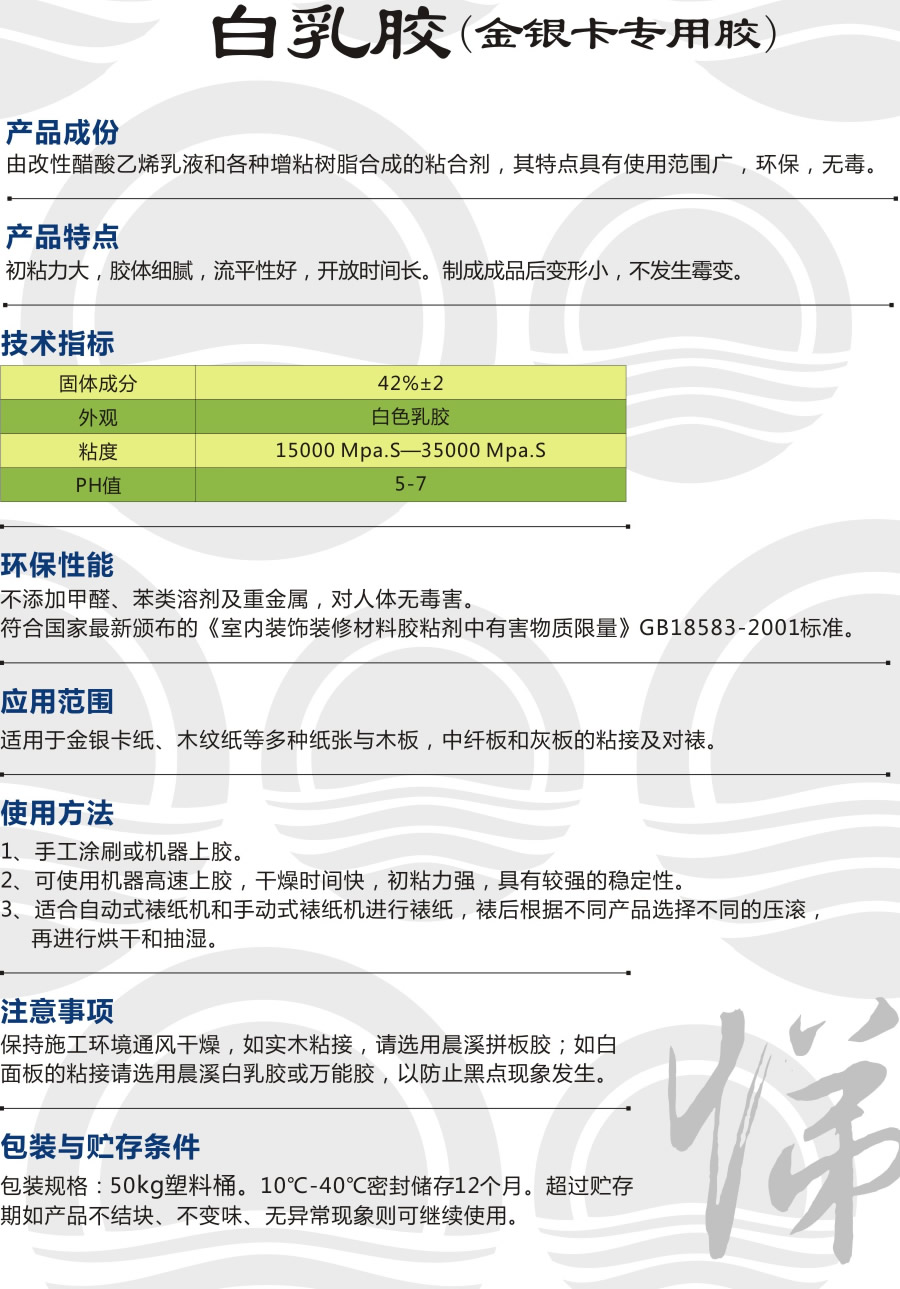 白乳胶(金银卡专用胶)
产品成份
由改性醋酸乙烯乳液和各种增粘树脂合成的粘合剂，其特点具有使用范围广，环保，无毒。
产品特点
初粘力大，胶体细腻，流平性好，开放时间长。制成成品后变形小，不发生霉变。
技术指标
固体成分 42%±2
外观 白色乳胶
粘度 15000 Mpa.S—35000 Mpa.S
PH值 5-7
环保性能
不添加甲醛、苯类溶剂及重金属，对人体无毒害。
符合国家最新颁布的《室内装饰装修材料胶粘剂中有害物质限量》GB18583-2001标准。
应用范围
适用于金银卡纸、木纹纸等多种纸张与木板，中纤板和灰板的粘接及对裱。
使用方法
1、手工涂刷或机器上胶。
2、可使用机器高速上胶，干燥时间快，初粘力强，具有较强的稳定性。
3、适合自动式裱纸机和手动式裱纸机进行裱纸，裱后根据不同产品选择不同的压滚，
再进行烘干和抽湿。
注意事项
保持施工环境通风干燥，如实木粘接，请选用晨溪拼板胶；如白
面板的粘接请选用晨溪白乳胶或万能胶，以防止黑点现象发生。
包装与贮存条件
包装规格：50kg塑料桶。10℃-40℃密封储存12个月。超过贮存
期如产品不结块、不变味、无异常现象则可继续使用。